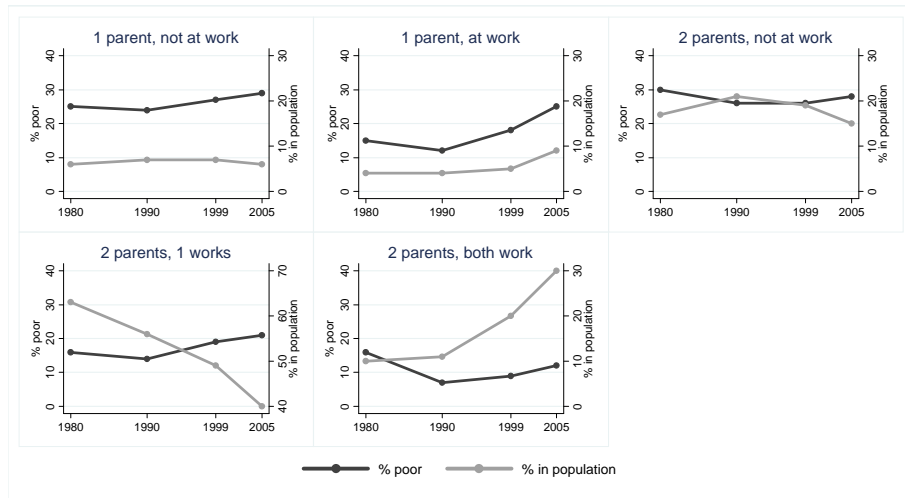 1 parent, not at work
40
30
20
10
0
% poor
30
20
10
0
% in population
1980 1990 1999 2005
1 parent, at work
40
30
20
10
0
% poor
30
20
10
0
% in population
1980 1990 1999 2005
2 parents, not at work
40
30
20
10
0
% poor
30
20
10
0
% in population
1980 1990 1999 2005
2 parents, 1 works
40
30
20
10
0
% poor
70
60
50
40
% in population
1980 1990 1999 2005
2 parents, both work
40
30
20
10
0
% poor
30
20
10
0
% in population
1980 1990 1999 2005
% poor % in population